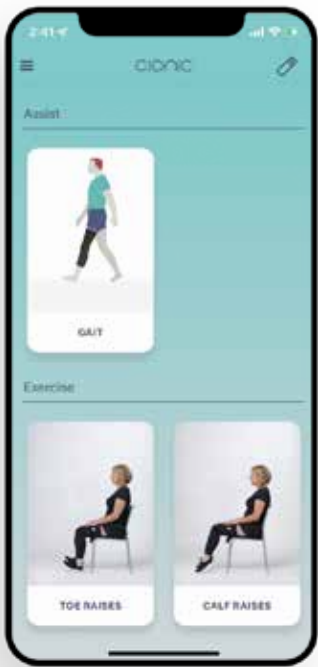 2:41
CIONIC
Assist
GAIT
Exercise
TOE RAISES
CALF RAISES